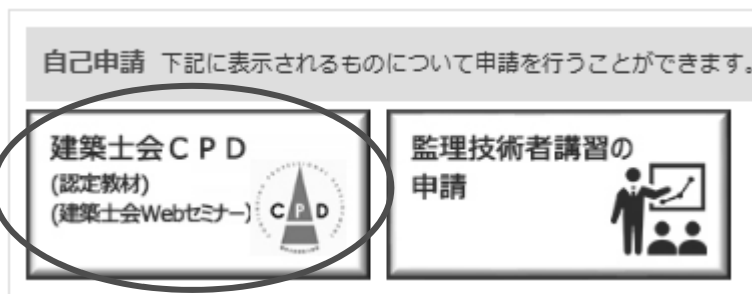 自己申請 下記に表示されるものについて申請を行うことができます。
建築士会CPD
(認定教材)
(建築士会Webセミナー)
CPD
監理技術者講習の
申請